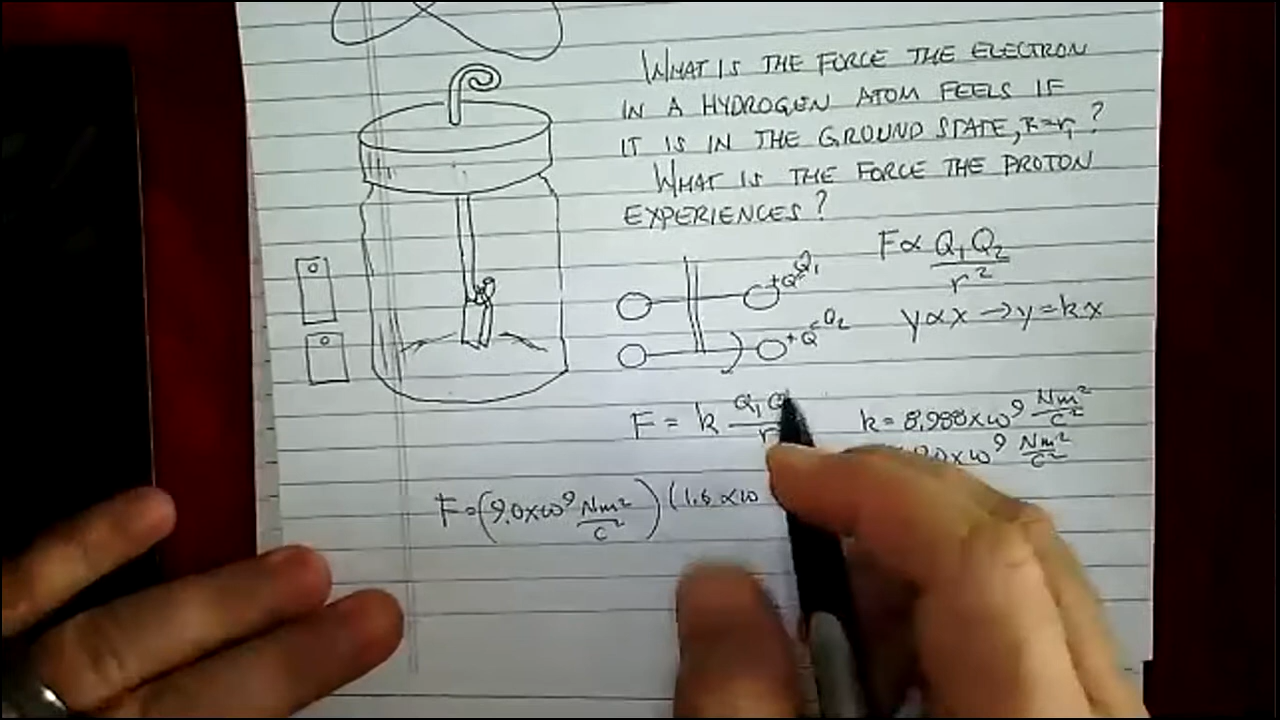 WHAT IS THE FORCE THE ELECTRON
IN A HYDROGEN ATOM FEELS IF
IT IS IN THE GROUND STATE, R=r₁?
WHAT IS THE FORCE THE PROTON
EXPERIENCES?
F ∝ Q₁Q₂/r²
+Q Q₁
+Q Q₂
y ∝ x → y = kx
F = k Q₁
k = 8.988×10⁹ Nm²/C²
.0×10⁹ Nm²/C²
F = (9.0×10⁹ Nm²/C²)(1.6×10